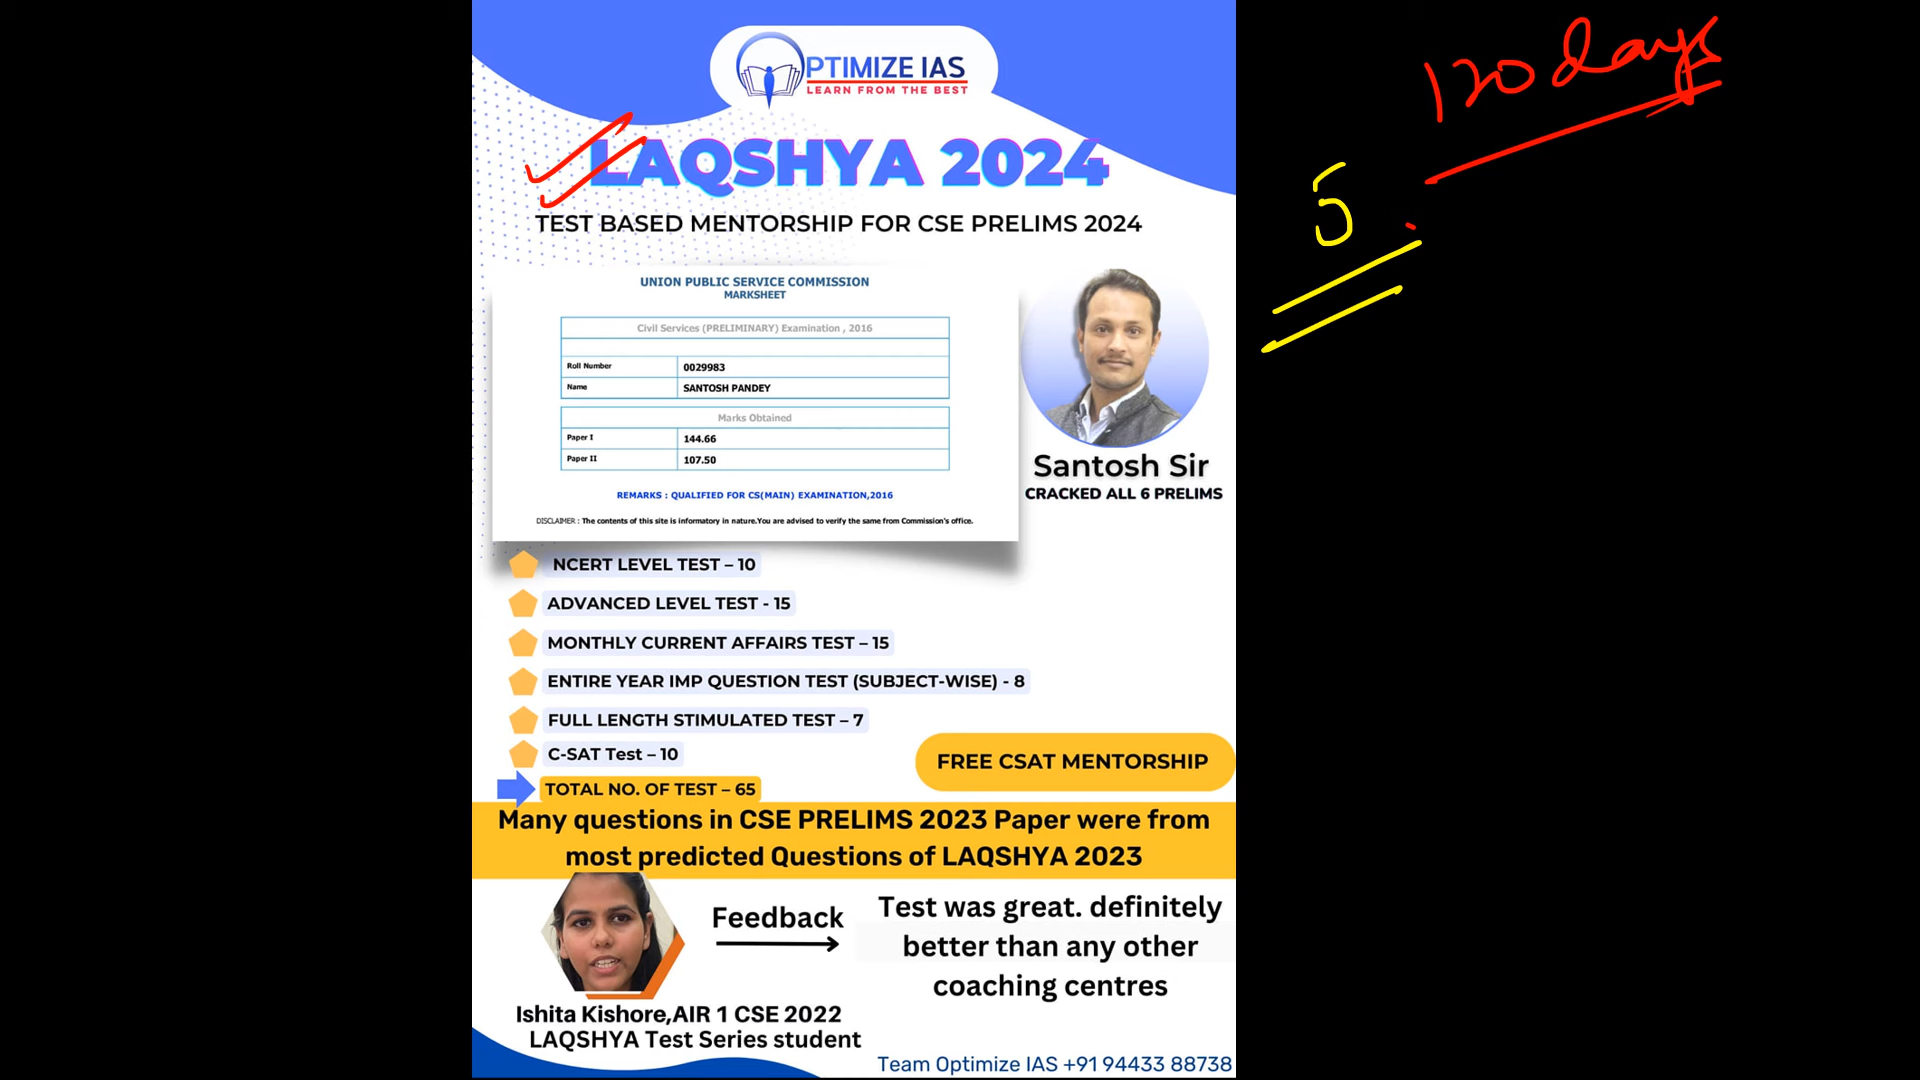 OPTIMIZE IAS
LEARN FROM THE BEST
120 days
5
LAQSHYA 2024
TEST BASED MENTORSHIP FOR CSE PRELIMS 2024
UNION PUBLIC SERVICE COMMISSION
MARKSHEET
Civil Services (PRELIMINARY) Examination , 2016
Roll Number 0029983
Name SANTOSH PANDEY
Marks Obtained
Paper I 144.66
Paper II 107.50
REMARKS : QUALIFIED FOR CS(MAIN) EXAMINATION,2016
DISCLAIMER : The contents of this site is informatory in nature.You are advised to verify the same from Commission's office.
Santosh Sir
CRACKED ALL 6 PRELIMS
NCERT LEVEL TEST – 10
ADVANCED LEVEL TEST - 15
MONTHLY CURRENT AFFAIRS TEST – 15
ENTIRE YEAR IMP QUESTION TEST (SUBJECT-WISE) - 8
FULL LENGTH STIMULATED TEST – 7
C-SAT Test – 10
FREE CSAT MENTORSHIP
TOTAL NO. OF TEST – 65
Many questions in CSE PRELIMS 2023 Paper were from
most predicted Questions of LAQSHYA 2023
Feedback
Test was great. definitely
better than any other
coaching centres
Ishita Kishore,AIR 1 CSE 2022
LAQSHYA Test Series student
Team Optimize IAS +91 94433 88738